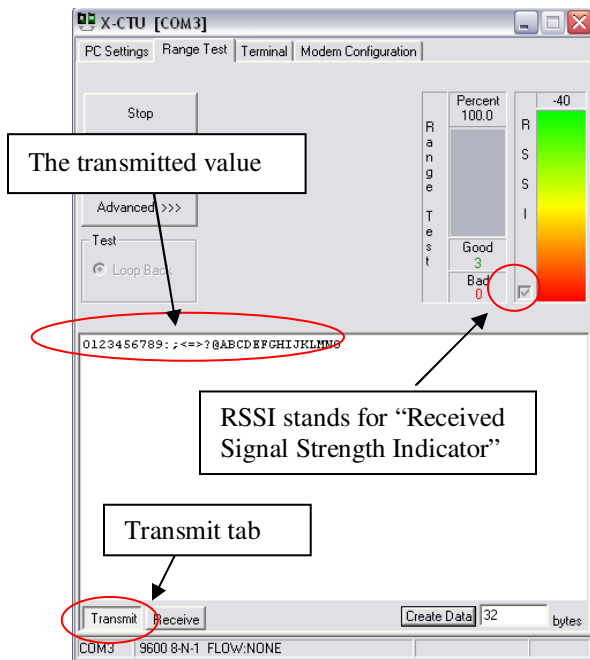 X-CTU [COM3]
PC Settings Range Test Terminal Modem Configuration
Stop
The transmitted value
Advanced >>>
Test
Loop Back
Range Test
Percent
100.0
Good
3
Bad
0
RSSI
-40
0123456789:;<=>?@ABCDEFGHIJKLMNO
RSSI stands for “Received
Signal Strength Indicator”
Transmit tab
Transmit Receive Create Data 32 bytes
COM3 9600 8-N-1 FLOW:NONE